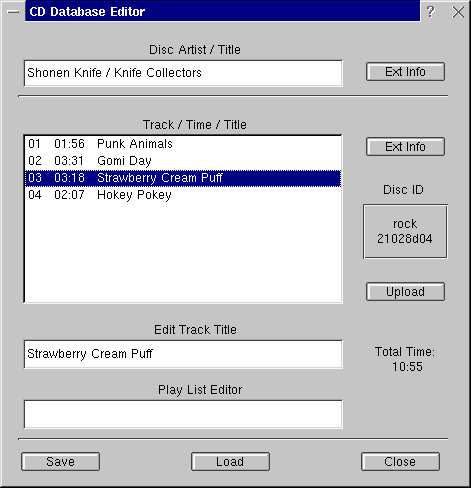 CD Database Editor ? X
Disc Artist / Title
Shonen Knife / Knife Collectors
Ext Info
Track / Time / Title
01 01:56 Punk Animals
02 03:31 Gomi Day
03 03:18 Strawberry Cream Puff
04 02:07 Hokey Pokey
Ext Info
Disc ID
rock
21028d04
Upload
Edit Track Title
Strawberry Cream Puff
Total Time:
10:55
Play List Editor
Save Load Close